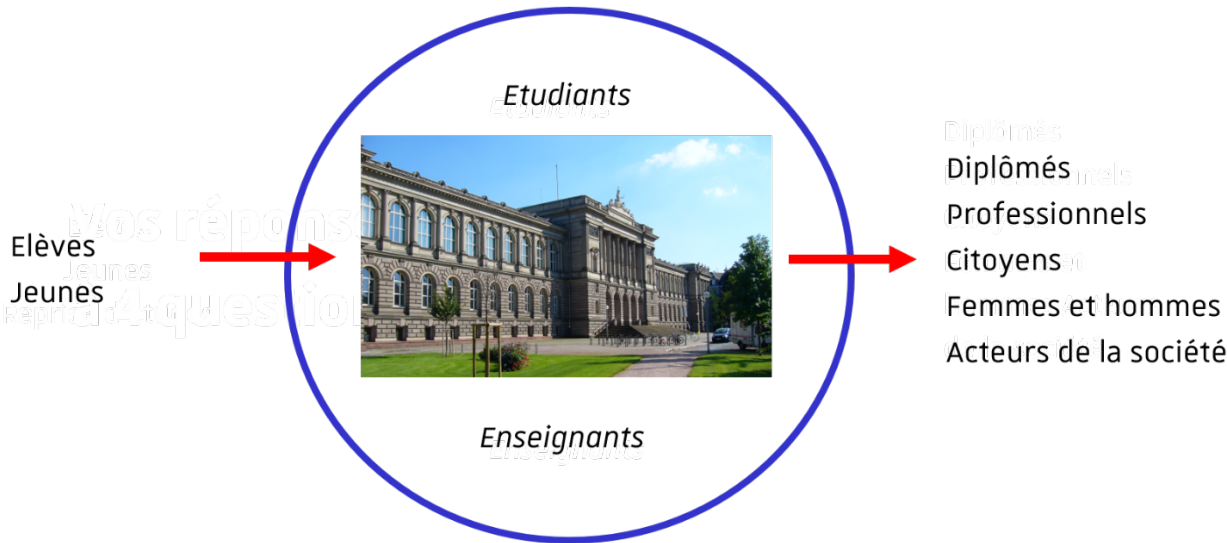 Elèves
Jeunes
Etudiants
Enseignants
Diplômés
Professionnels
Citoyens
Femmes et hommes
Acteurs de la société